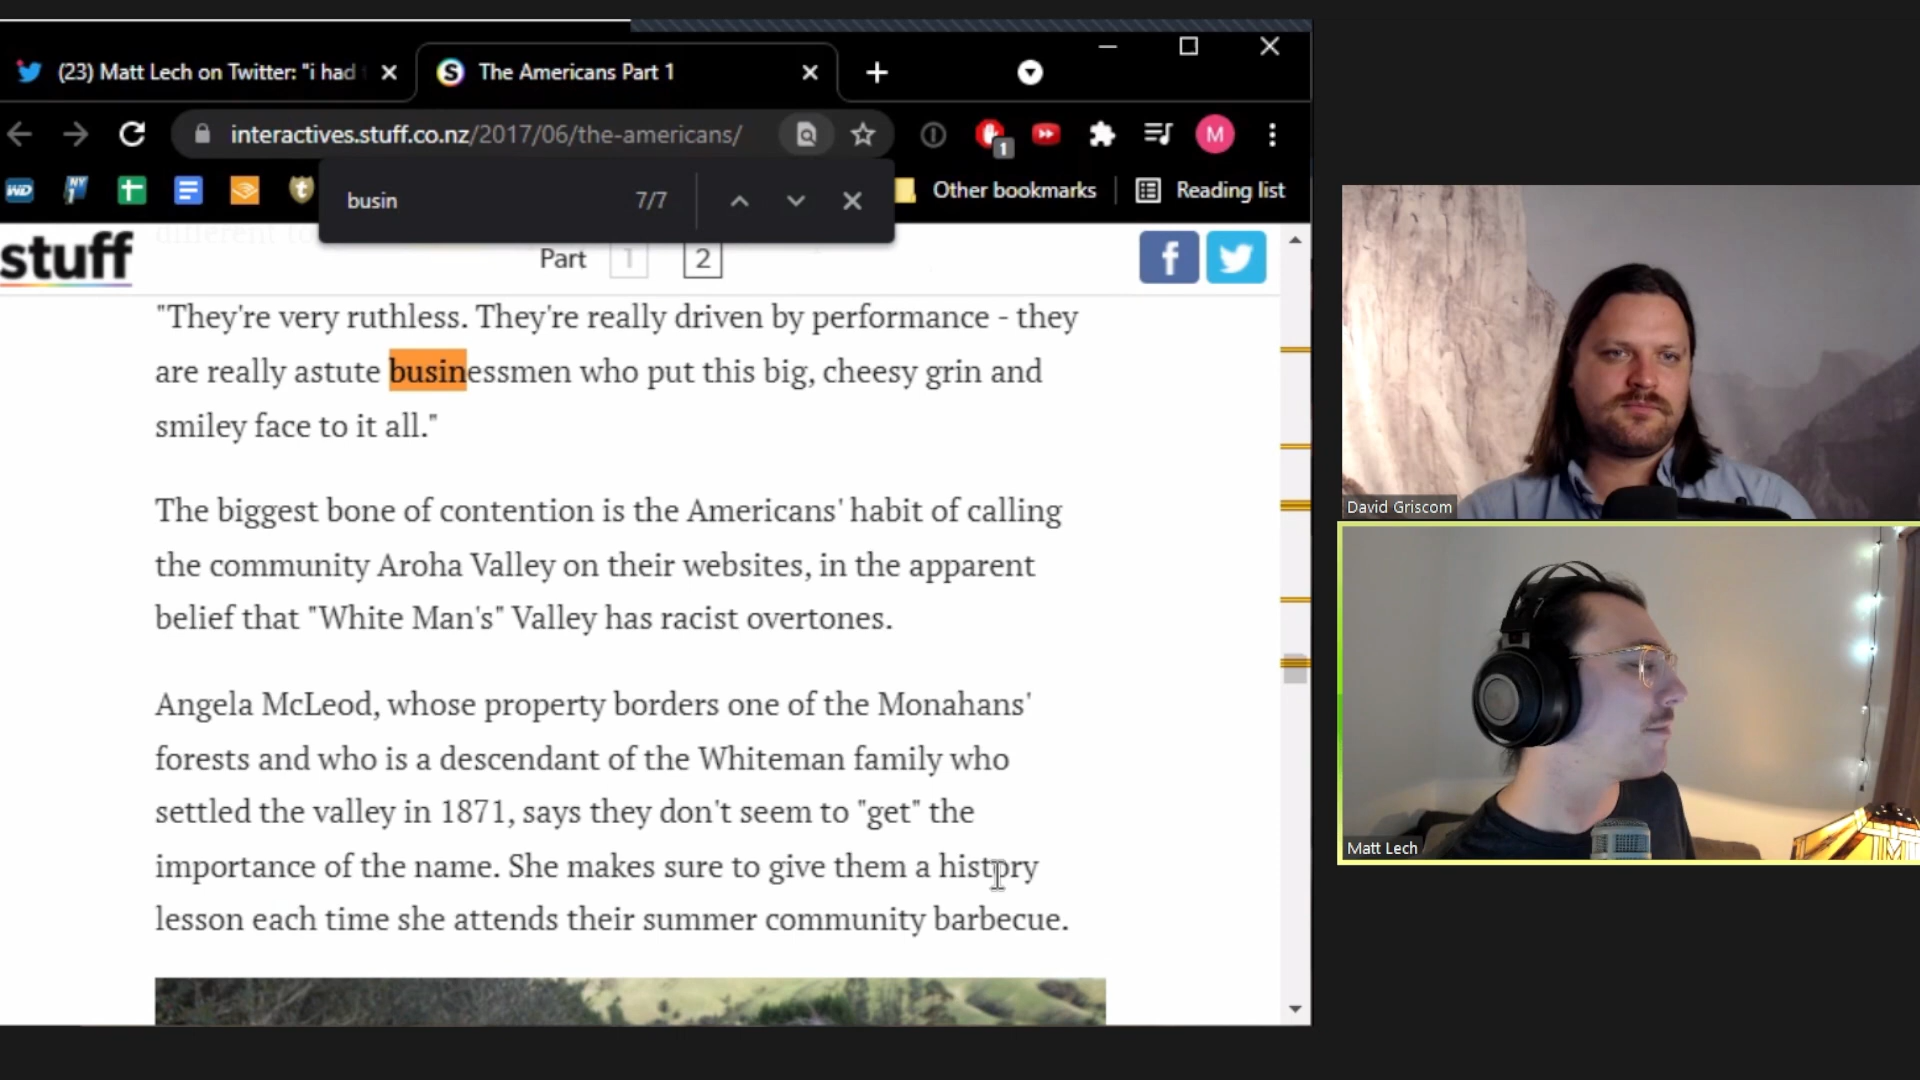 (23) Matt Lech on Twitter: "i had
The Americans Part 1
interactives.stuff.co.nz/2017/06/the-americans/
1
M
WD
NY
busin
7/7
Other bookmarks
Reading list
different to
stuff
Part 1 2
"They're very ruthless. They're really driven by performance - they
are really astute businessmen who put this big, cheesy grin and
smiley face to it all."
The biggest bone of contention is the Americans' habit of calling
the community Aroha Valley on their websites, in the apparent
belief that "White Man's" Valley has racist overtones.
Angela McLeod, whose property borders one of the Monahans'
forests and who is a descendant of the Whiteman family who
settled the valley in 1871, says they don't seem to "get" the
importance of the name. She makes sure to give them a history
lesson each time she attends their summer community barbecue.
David Griscom
Matt Lech